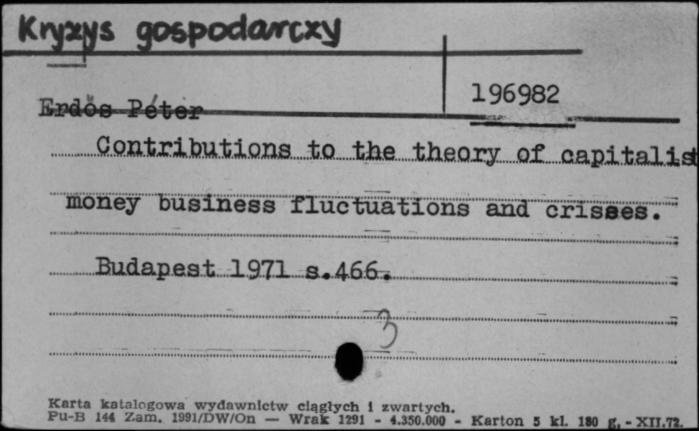 Kryzys gospodarczy
196982
Erdős Péter
Contributions to the theory of capitalist
money business fluctuations and crisees.
Budapest 1971 s.466.
3
Karta katalogowa wydawnictw ciągłych i zwartych.
Pu-B 144 Zam. 1991/DW/On — Wrak 1291 - 4.350.000 - Karton 5 kl. 180 g. - XII.72.